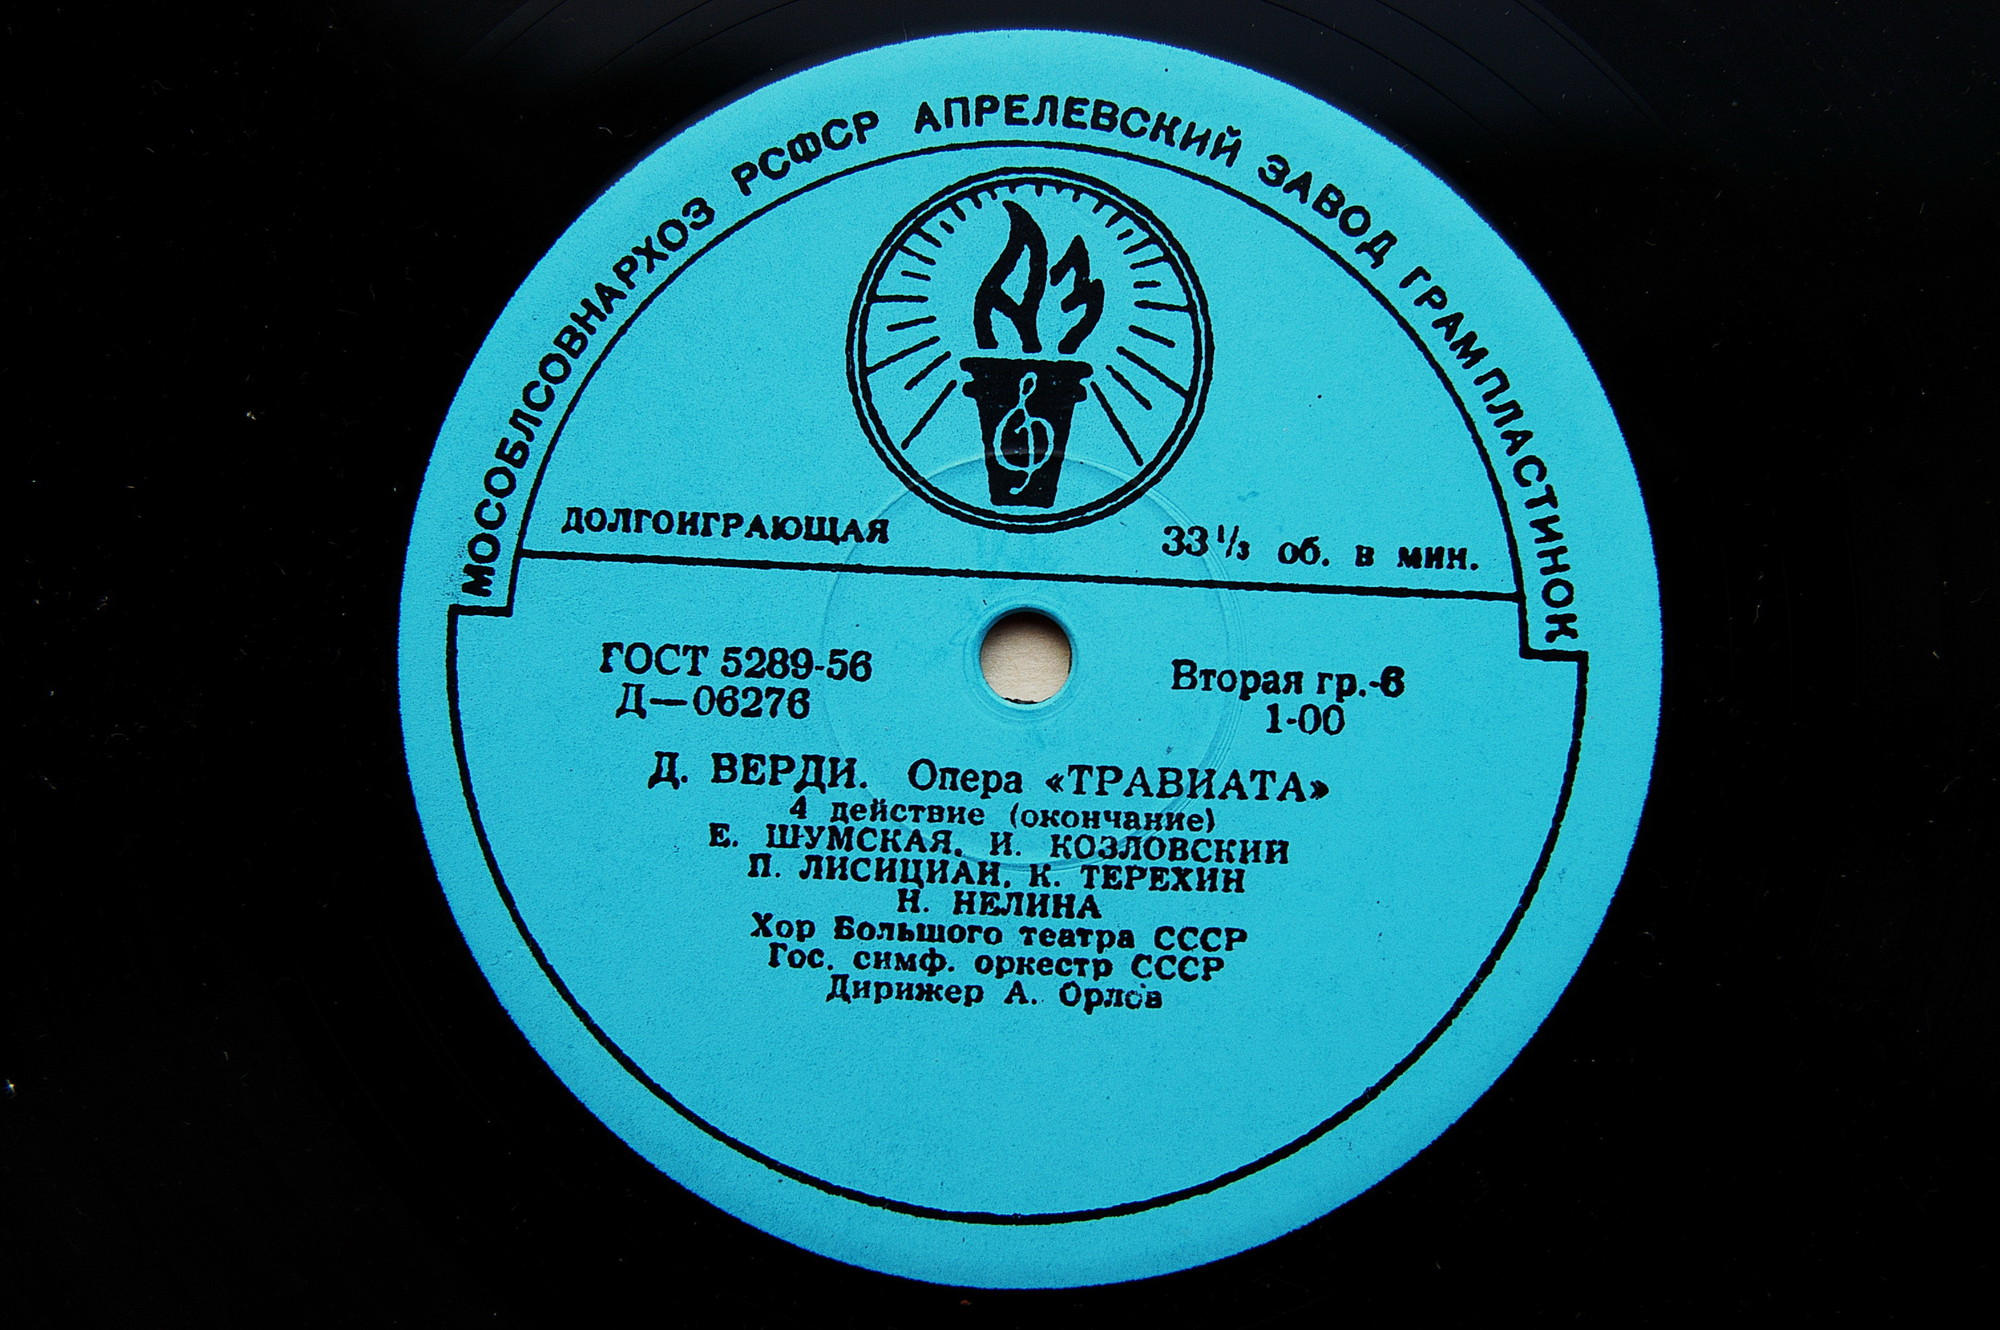 МОСОБЛСОВНАРХОЗ РСФСР АПРЕЛЕВСКИЙ ЗАВОД ГРАМПЛАСТИНОК
АЗ
ДОЛГОИГРАЮЩАЯ
33 1/3 об. в мин.
ГОСТ 5289-56
Д—06276
Вторая гр.-6
1-00
Д. ВЕРДИ. Опера «ТРАВИАТА»
4 действие (окончание)
Е. ШУМСКАЯ, И. КОЗЛОВСКИЙ
П. ЛИСИЦИАН, К. ТЕРЕХИН
Н. НЕЛИНА
Хор Большого театра СССР
Гос. симф. оркестр СССР
Дирижер А. Орлов